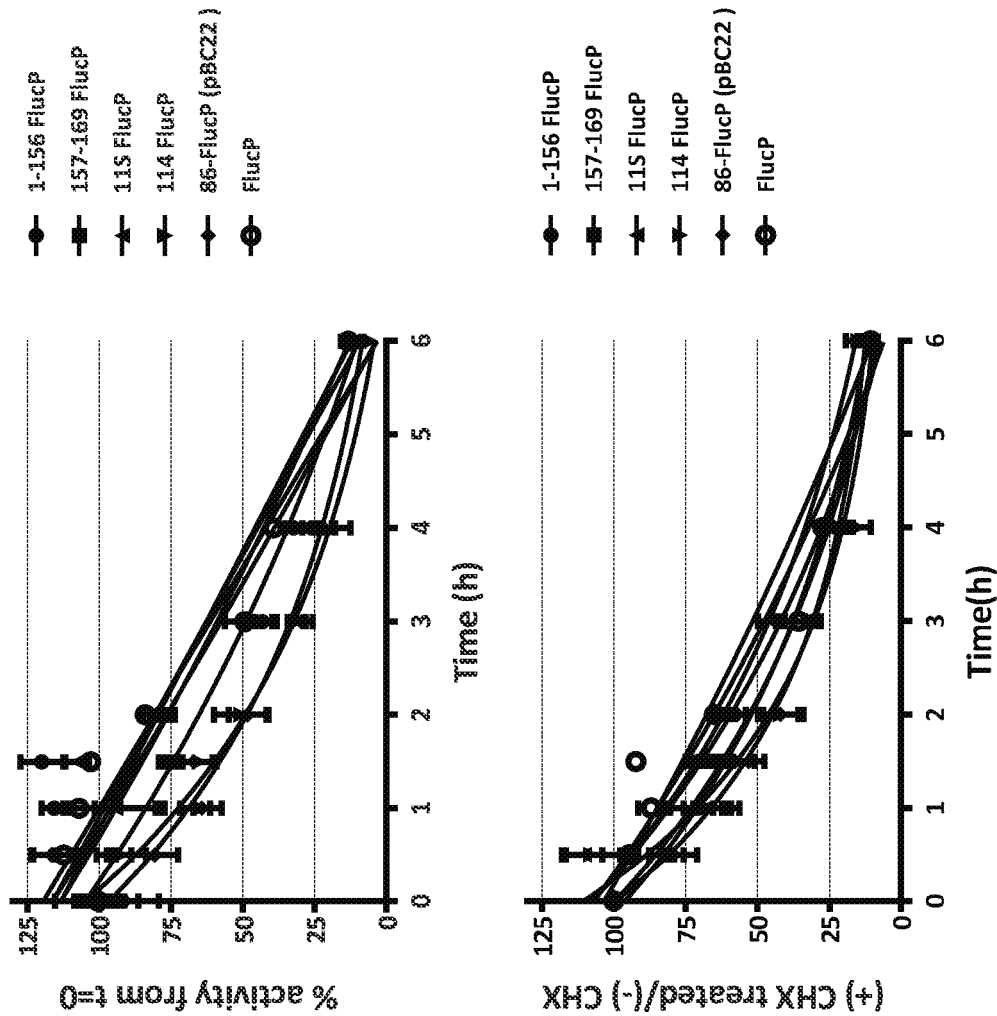 % activity from t=0
125
100
75
50
25
0
0 1 2 3 4 5 6
Time (h)
1-156 FlucP
157-169 FlucP
11S FlucP
114 FlucP
86-FlucP (pBC22 )
FlucP
(+) CHX treated/(-) CHX
125
100
75
50
25
0
0 1 2 3 4 5 6
Time(h)
1-156 FlucP
157-169 FlucP
11S FlucP
114 FlucP
86-FlucP (pBC22)
FlucP